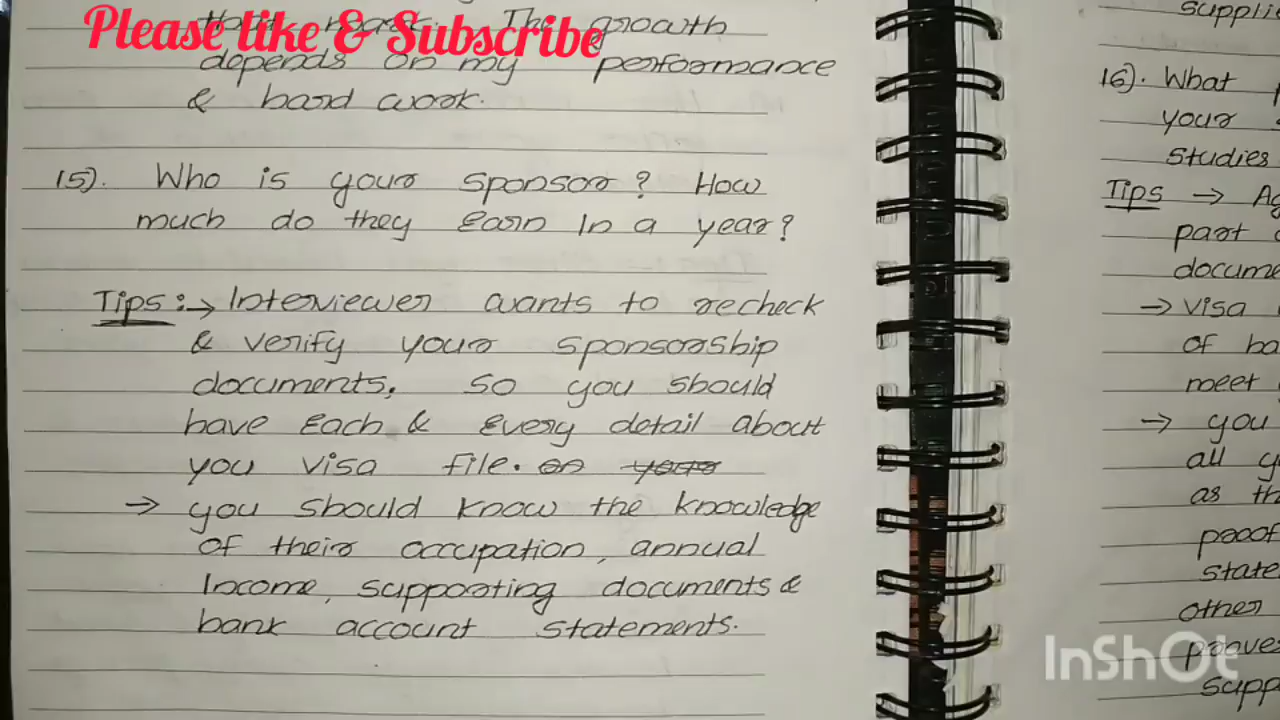 Please like & Subscribe
The growth
depends on my performance
& hard work.
15). Who is your sponsor? How
much do they Earn In a year?
Tips :→ Interviewer wants to recheck
& verify your sponsorship
documents. So you should
have Each & Every detail about
you visa file. on your
→ you should know the knowledge
of their occupation, annual
Income, supporting documents &
bank account statements.
16). What
your
studies
Tips →
part
docume
→ visa
of ba
meet
→ you
all
as th
proof
state
other
prove
supp
InShOt